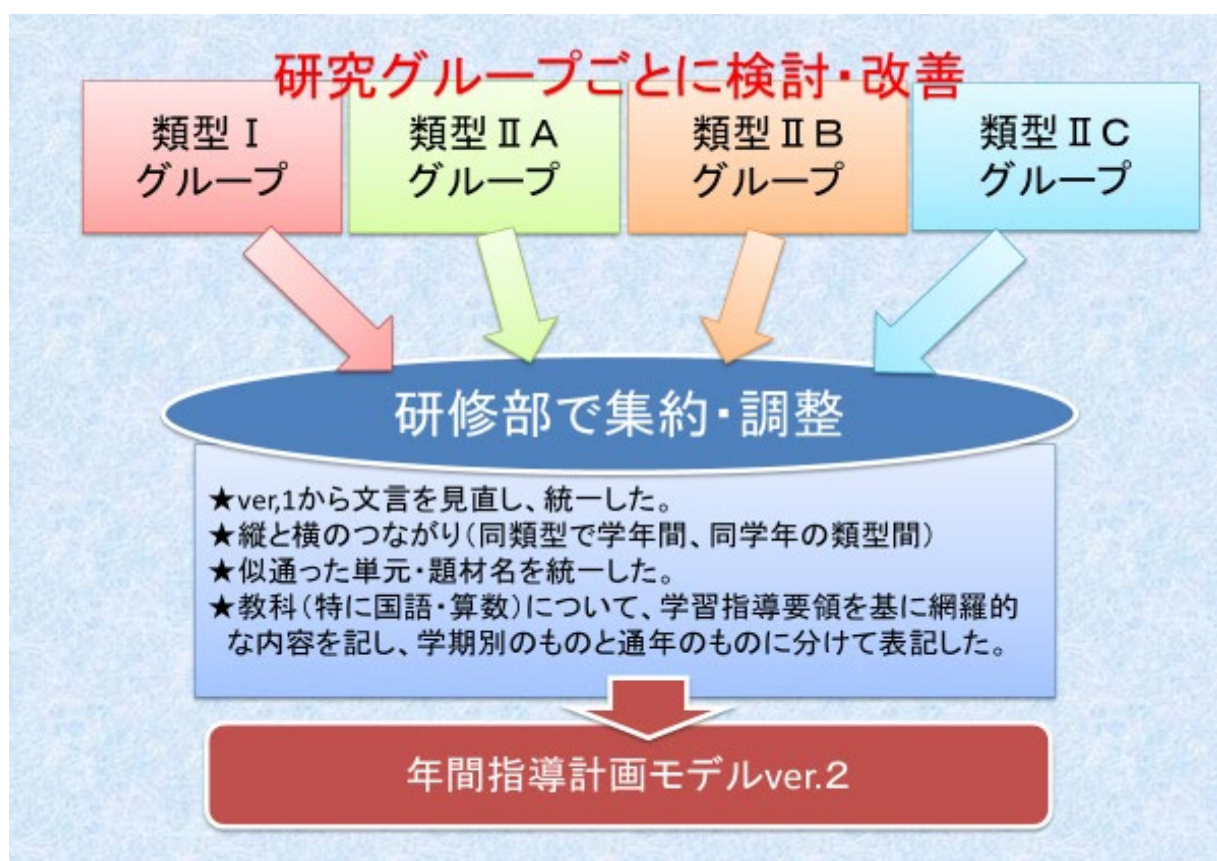 研究グループごとに検討・改善
類型Ⅰ
グループ
類型ⅡA
グループ
類型ⅡB
グループ
類型ⅡC
グループ
研修部で集約・調整
★ver,1から文言を見直し、統一した。
★縦と横のつながり(同類型で学年間、同学年の類型間)
★似通った単元・題材名を統一した。
★教科(特に国語・算数)について、学習指導要領を基に網羅的
な内容を記し、学期別のものと通年のものに分けて表記した。
年間指導計画モデルver.2